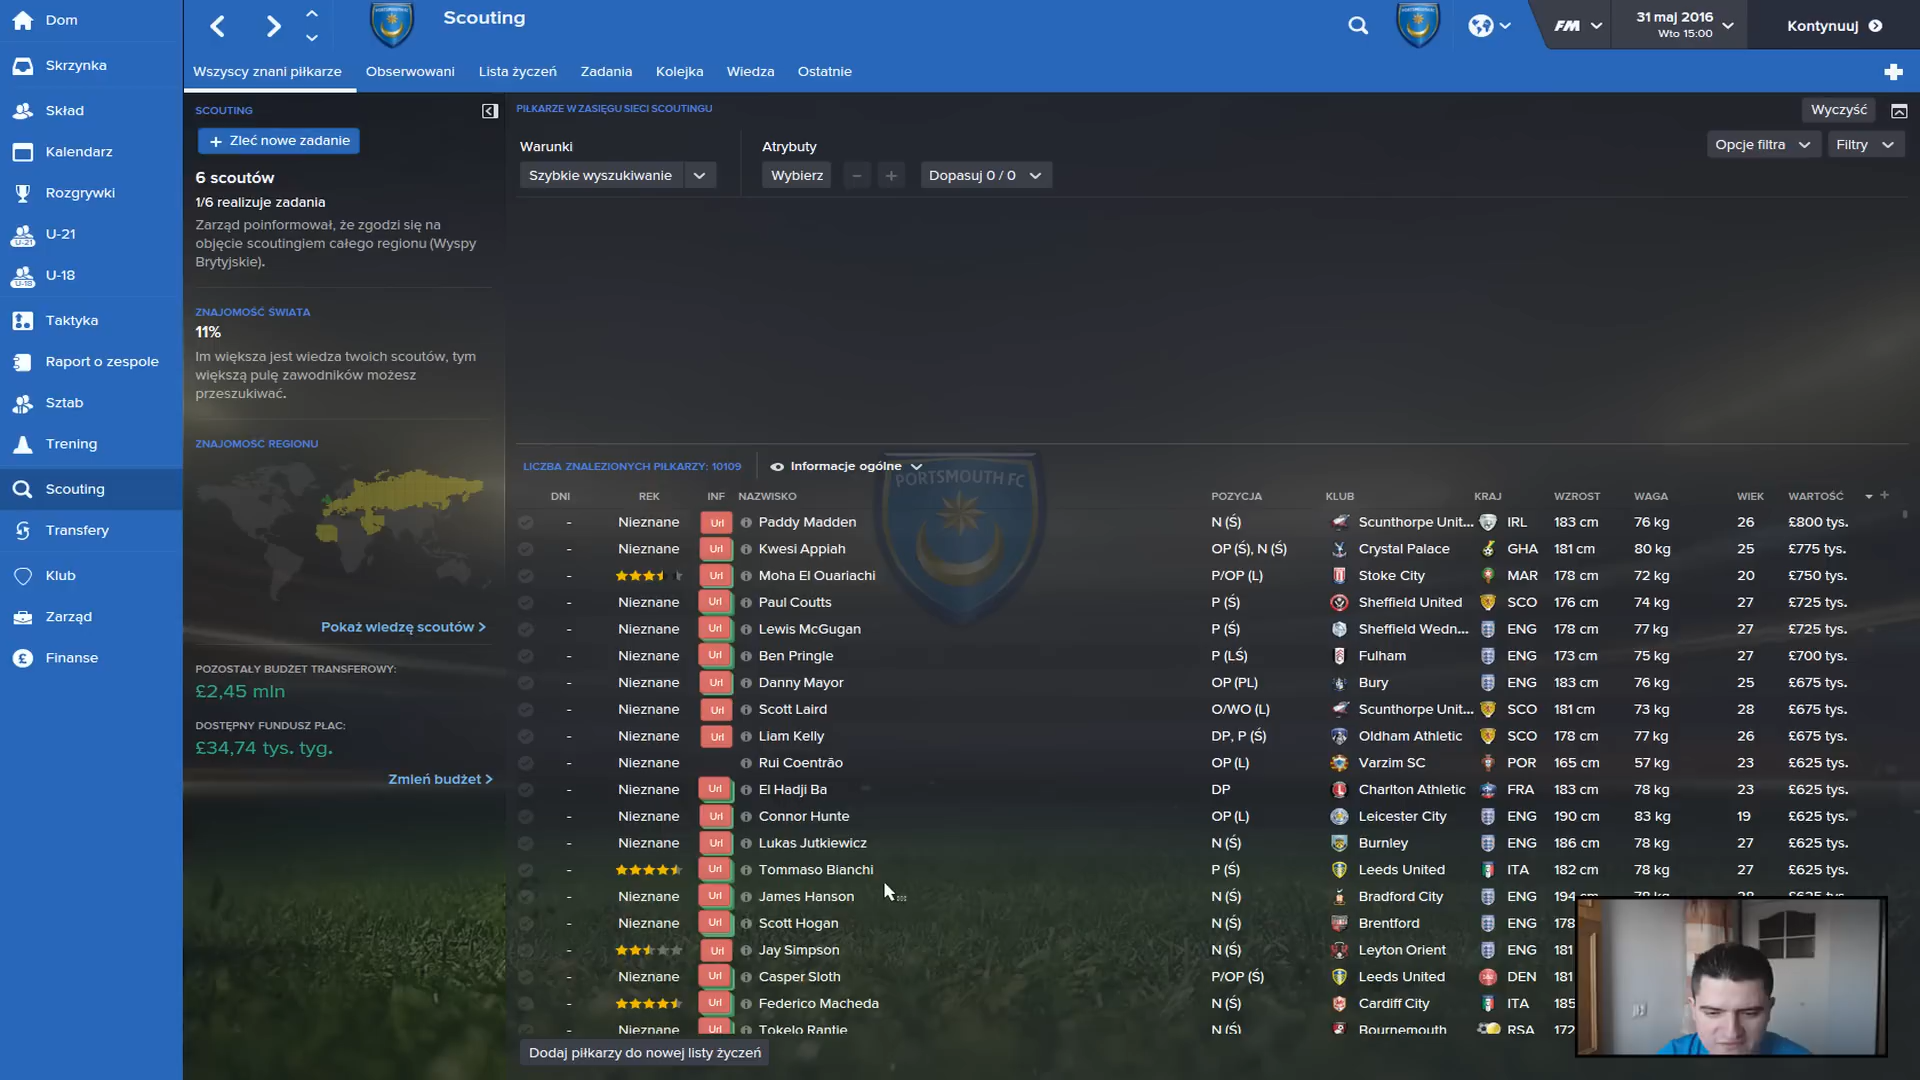 Dom
Skrzynka
Skład
Kalendarz
Rozgrywki
U-21
U-18
Taktyka
Raport o zespole
Sztab
Trening
Scouting
Transfery
Klub
Zarząd
Finanse
Scouting
FM
31 maj 2016
Wto 15:00
Kontynuuj
Wszyscy znani piłkarze Obserwowani Lista życzeń Zadania Kolejka Wiedza Ostatnie
SCOUTING
+ Zleć nowe zadanie
6 scoutów
1/6 realizuje zadania
Zarząd poinformował, że zgodzi się na
objęcie scoutingiem całego regionu (Wyspy
Brytyjskie).
ZNAJOMOŚĆ ŚWIATA
11%
Im większa jest wiedza twoich scoutów, tym
większą pulę zawodników możesz
przeszukiwać.
ZNAJOMOŚĆ REGIONU
Pokaż wiedzę scoutów >
POZOSTAŁY BUDŻET TRANSFEROWY:
£2,45 mln
DOSTĘPNY FUNDUSZ PŁAC:
£34,74 tys. tyg.
Zmień budżet >
PIŁKARZE W ZASIĘGU SIECI SCOUTINGU
Wyczyść
Warunki Atrybuty
Opcje filtra Filtry
Szybkie wyszukiwanie Wybierz − + Dopasuj 0 / 0
LICZBA ZNALEZIONYCH PIŁKARZY: 10109 Informacje ogólne
PORTSMOUTH FC
DNI REK INF NAZWISKO POZYCJA KLUB KRAJ WZROST WAGA WIEK WARTOŚĆ +
- Nieznane Url Paddy Madden N (Ś) Scunthorpe Unit... IRL 183 cm 76 kg 26 £800 tys.
- Nieznane Url Kwesi Appiah OP (Ś), N (Ś) Crystal Palace GHA 181 cm 80 kg 25 £775 tys.
- Url Moha El Ouariachi P/OP (L) Stoke City MAR 178 cm 72 kg 20 £750 tys.
- Nieznane Url Paul Coutts P (Ś) Sheffield United SCO 176 cm 74 kg 27 £725 tys.
- Nieznane Url Lewis McGugan P (Ś) Sheffield Wedn... ENG 178 cm 77 kg 27 £725 tys.
- Nieznane Url Ben Pringle P (LŚ) Fulham ENG 173 cm 75 kg 27 £700 tys.
- Nieznane Url Danny Mayor OP (PL) Bury ENG 183 cm 76 kg 25 £675 tys.
- Nieznane Url Scott Laird O/WO (L) Scunthorpe Unit... SCO 181 cm 73 kg 28 £675 tys.
- Nieznane Url Liam Kelly DP, P (Ś) Oldham Athletic SCO 178 cm 77 kg 26 £675 tys.
- Nieznane Rui Coentrão OP (L) Varzim SC POR 165 cm 57 kg 23 £625 tys.
- Nieznane Url El Hadji Ba DP Charlton Athletic FRA 183 cm 78 kg 23 £625 tys.
- Nieznane Url Connor Hunte OP (L) Leicester City ENG 190 cm 83 kg 19 £625 tys.
- Nieznane Url Lukas Jutkiewicz N (Ś) Burnley ENG 186 cm 78 kg 27 £625 tys.
- Url Tommaso Bianchi P (Ś) Leeds United ITA 182 cm 78 kg 27 £625 tys.
- Nieznane Url James Hanson N (Ś) Bradford City ENG 194
- Nieznane Url Scott Hogan N (Ś) Brentford ENG 178
- Url Jay Simpson N (Ś) Leyton Orient ENG 181
- Nieznane Url Casper Sloth P/OP (Ś) Leeds United DEN 181
- Url Federico Macheda N (Ś) Cardiff City ITA 185
- Nieznane Url Tokelo Rantie N (Ś) Bournemouth RSA 172
Dodaj piłkarzy do nowej listy życzeń